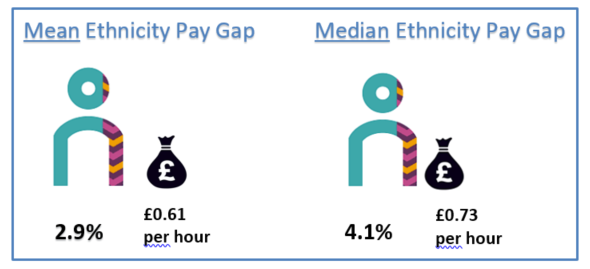 Mean Ethnicity Pay Gap
Median Ethnicity Pay Gap
£
£
2.9%
£0.61
per hour
4.1%
£0.73
per hour